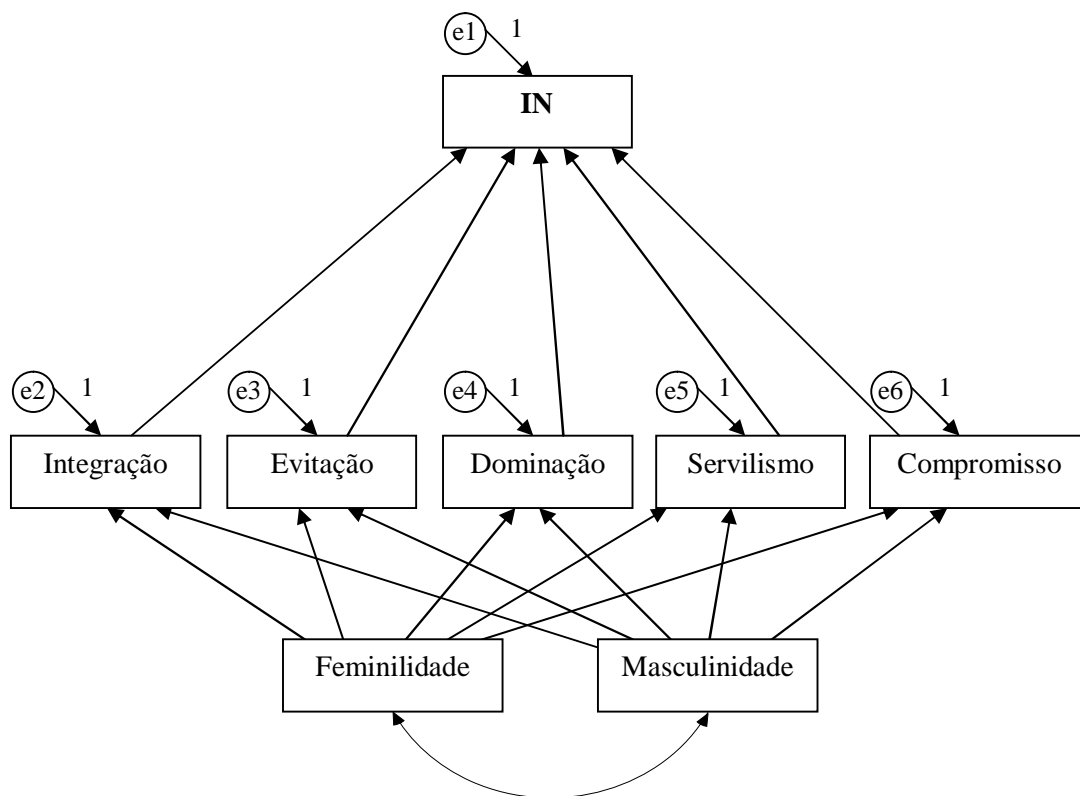 e1 1
IN
e2 1 e3 1 e4 1 e5 1 e6 1
Integração Evitação Dominação Servilismo Compromisso
Feminilidade Masculinidade